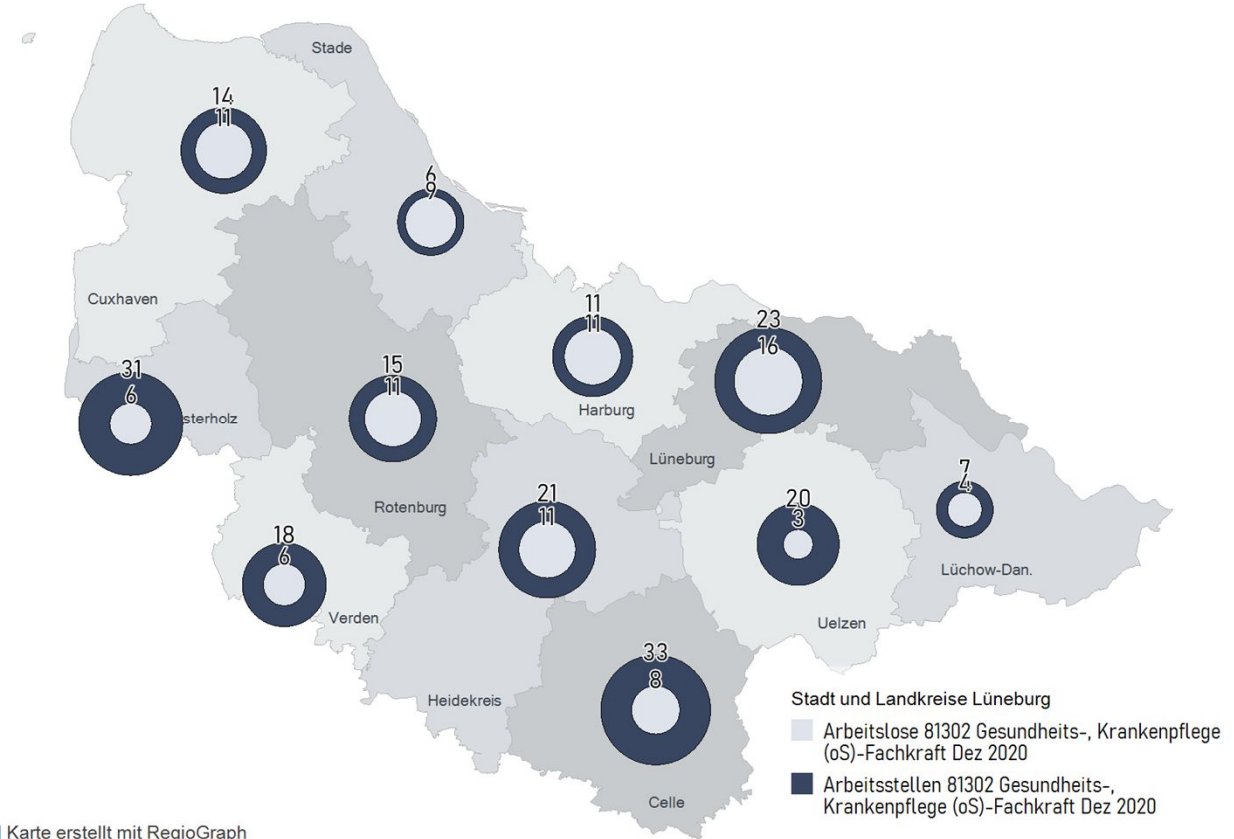 Stade
14
11
6
9
Cuxhaven
11
11
23
16
31
6
sterholz
15
11
Harburg
Lüneburg
7
4
Rotenburg
21
11
20
3
Lüchow-Dan.
18
6
Verden
Uelzen
33
8
Heidekreis
Celle
Stadt und Landkreise Lüneburg
Arbeitslose 81302 Gesundheits-, Krankenpflege
(oS)-Fachkraft Dez 2020
Arbeitsstellen 81302 Gesundheits-,
Krankenpflege (oS)-Fachkraft Dez 2020
Karte erstellt mit RegioGraph